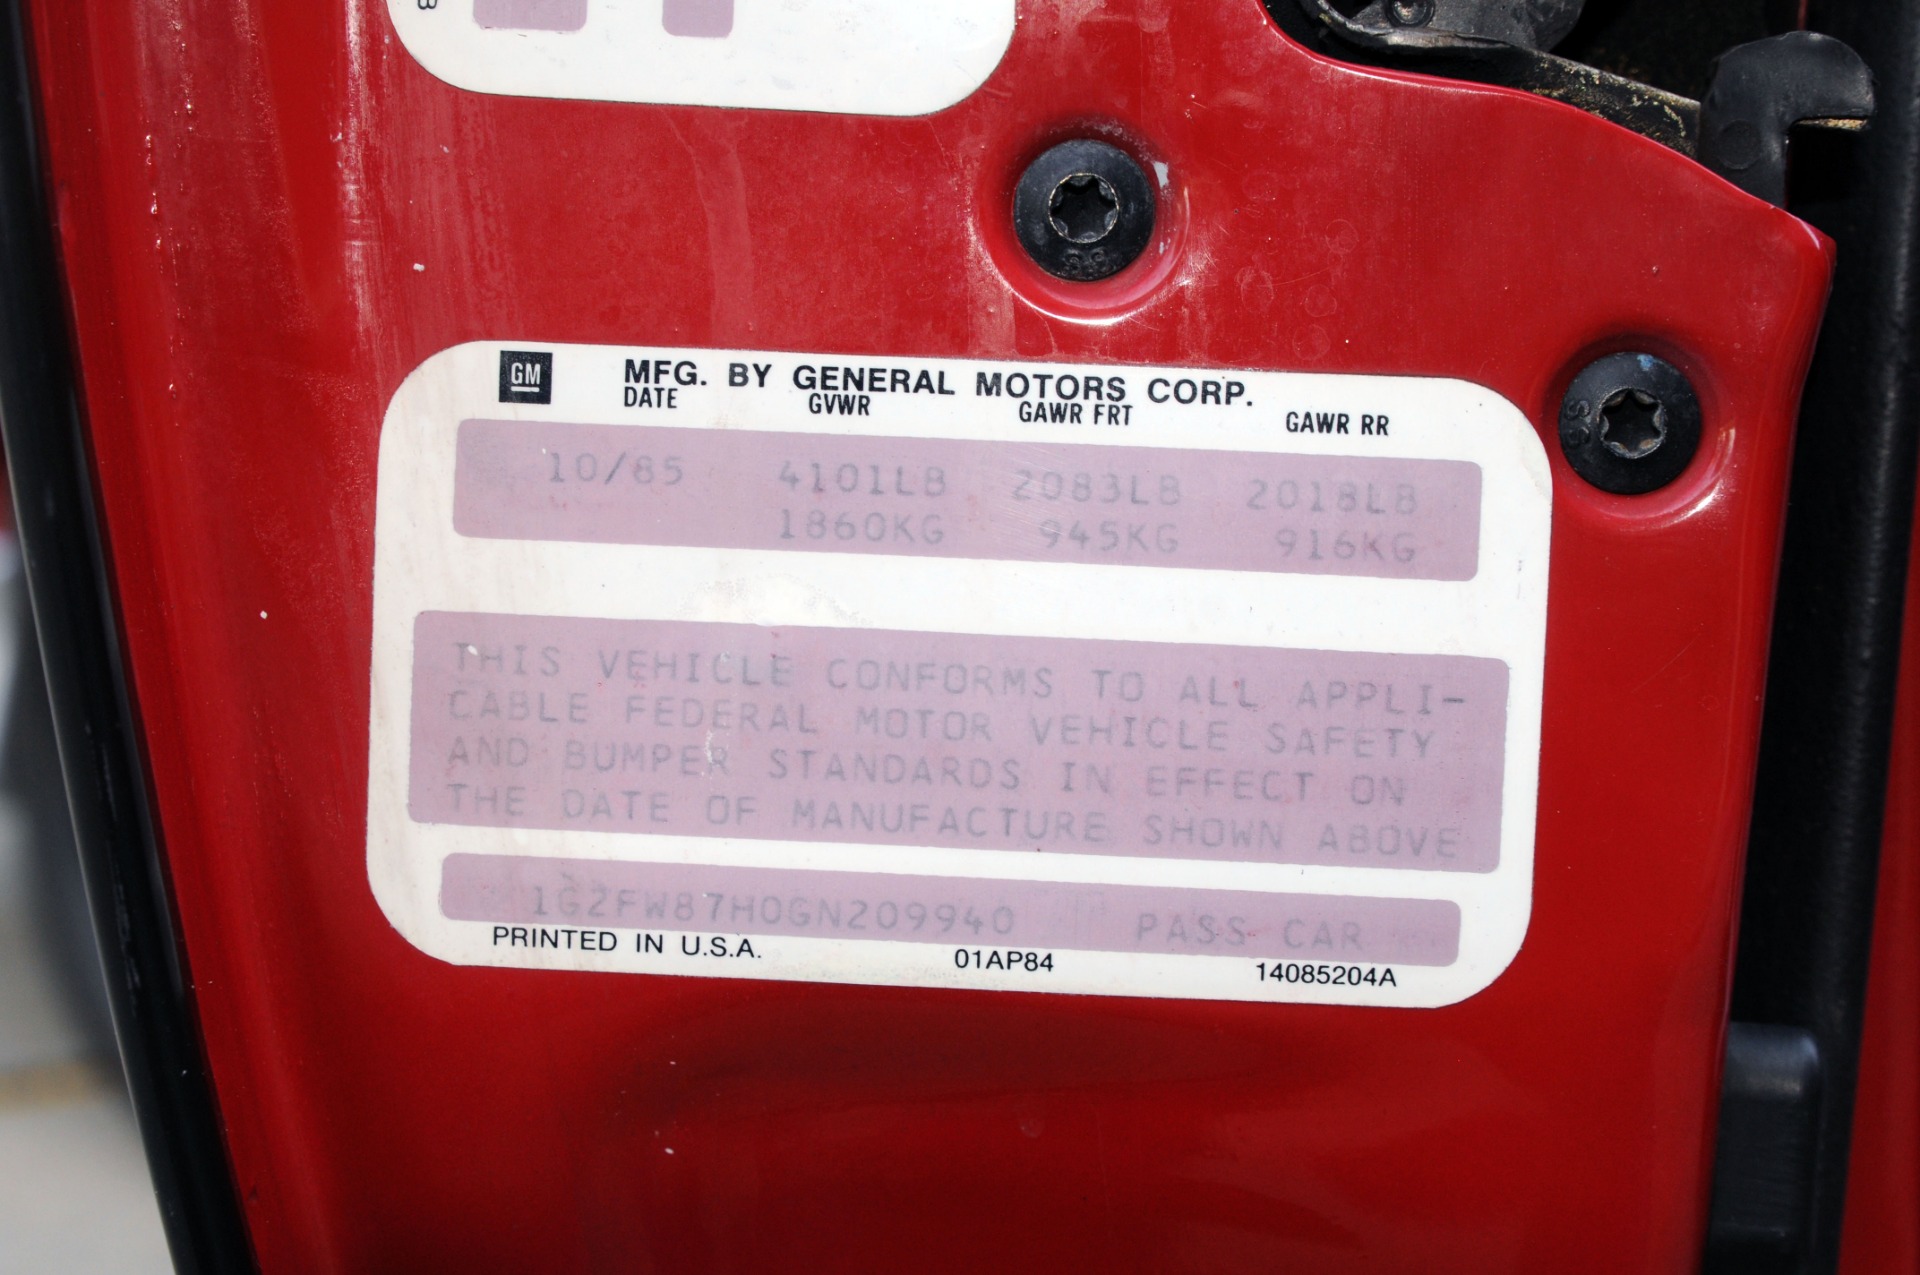 B
GM MFG. BY GENERAL MOTORS CORP.
DATE GVWR GAWR FRT GAWR RR
10/85 4101LB 2083LB 2018LB
1860KG 945KG 916KG
THIS VEHICLE CONFORMS TO ALL APPLI-
CABLE FEDERAL MOTOR VEHICLE SAFETY
AND BUMPER STANDARDS IN EFFECT ON
THE DATE OF MANUFACTURE SHOWN ABOVE
1G2FW87H0GN209940 PASS CAR
PRINTED IN U.S.A. 01AP84 14085204A